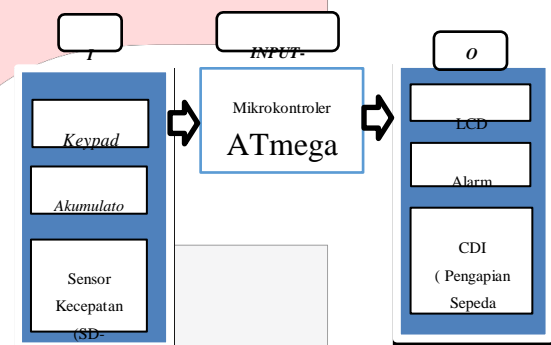 I
Keypad
Akumulato
Sensor
Kecepatan
(SD-
INPUT-
Mikrokontroler
ATmega
O
LCD
Alarm
CDI
( Pengapian
Sepeda